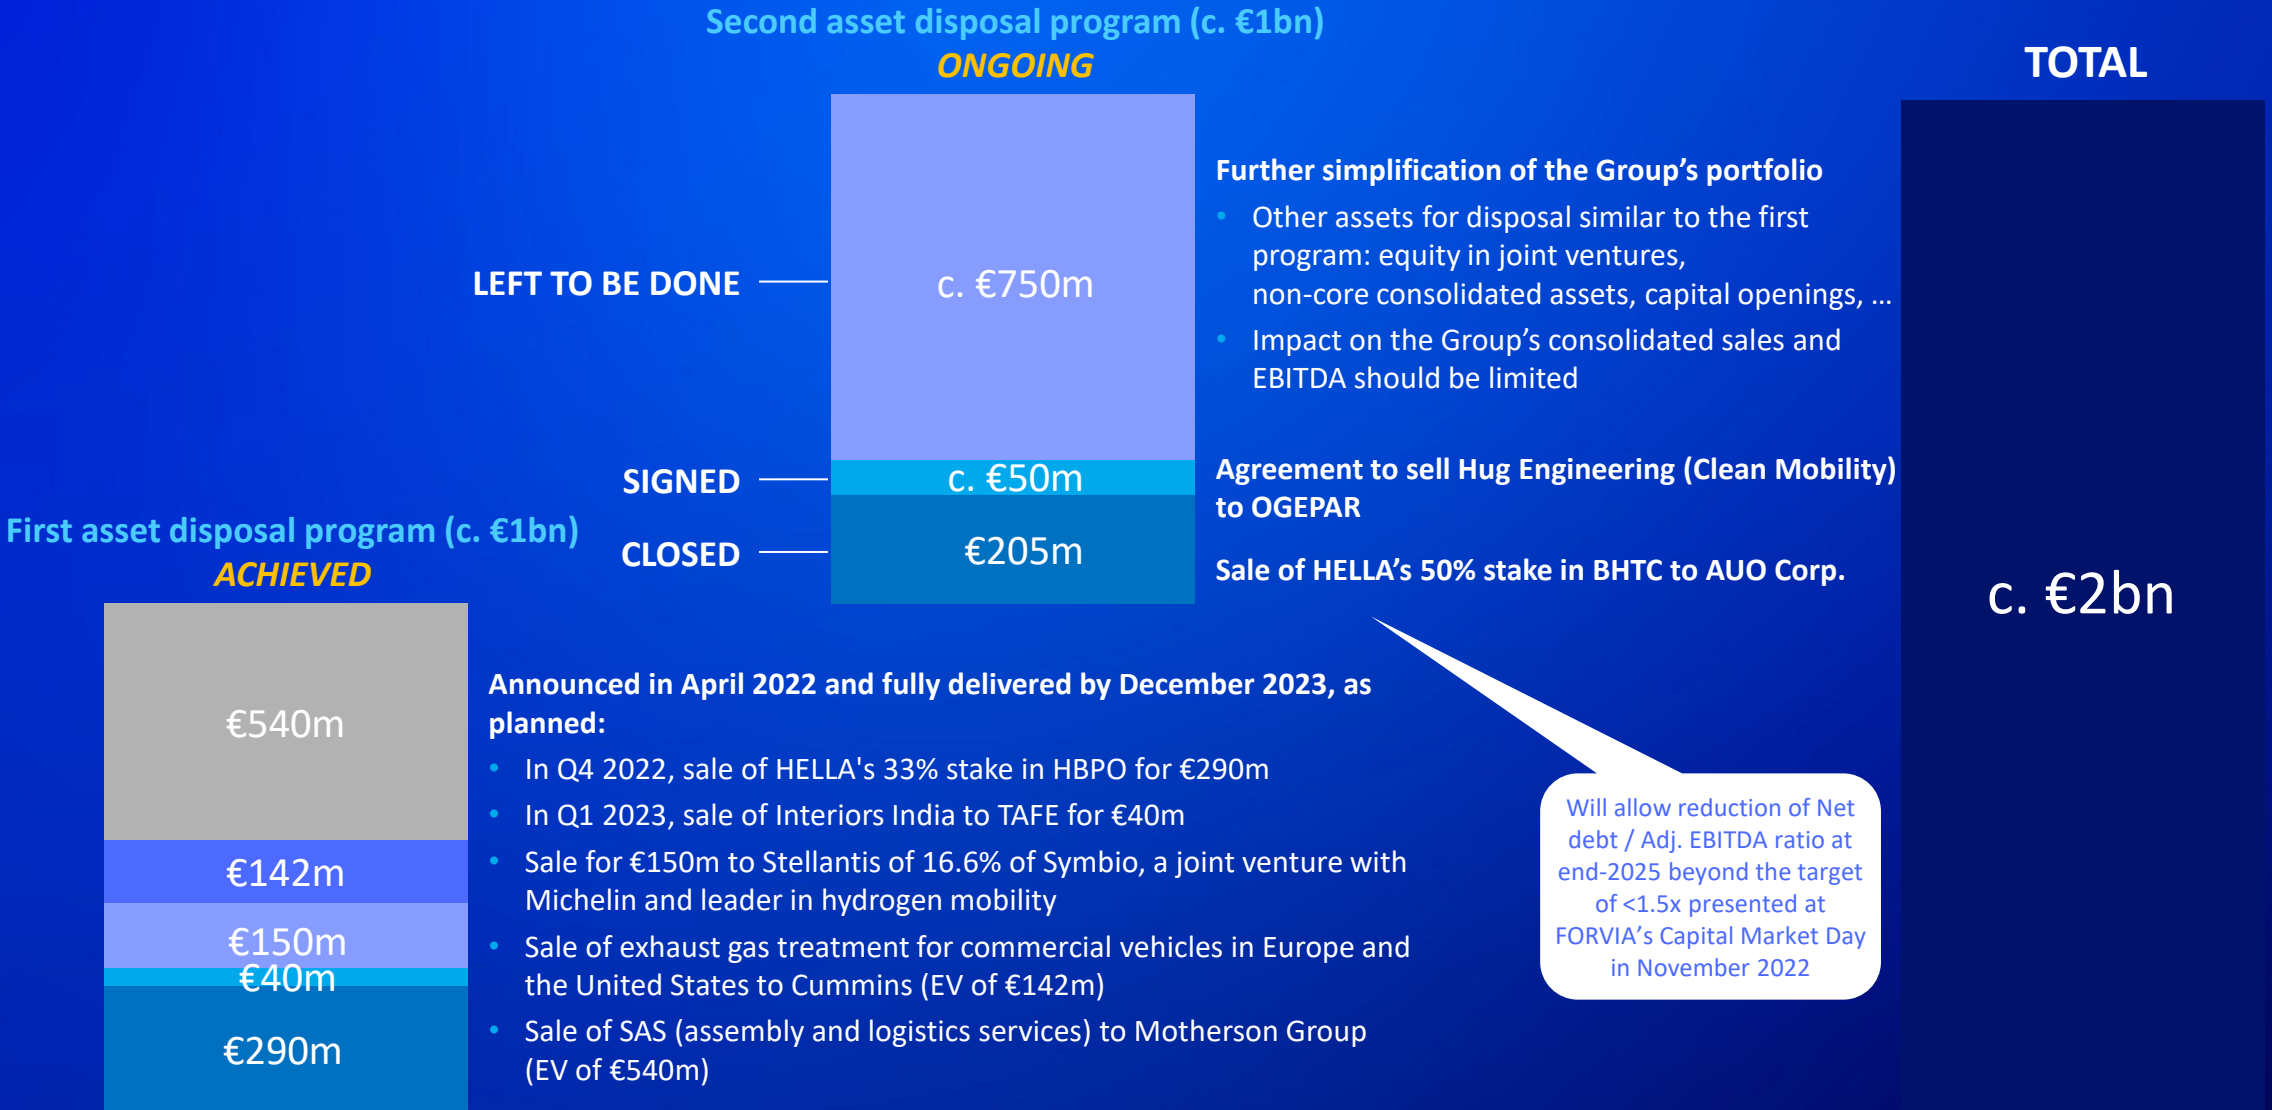 Second asset disposal program (c. €1bn)
ONGOING
TOTAL
c. €750m
LEFT TO BE DONE
Further simplification of the Group’s portfolio
• Other assets for disposal similar to the first
program: equity in joint ventures,
non-core consolidated assets, capital openings, …
• Impact on the Group’s consolidated sales and
EBITDA should be limited
SIGNED
c. €50m
Agreement to sell Hug Engineering (Clean Mobility)
to OGEPAR
CLOSED
€205m
Sale of HELLA’s 50% stake in BHTC to AUO Corp.
c. €2bn
First asset disposal program (c. €1bn)
ACHIEVED
€540m
€142m
€150m
€40m
€290m
Announced in April 2022 and fully delivered by December 2023, as
planned:
• In Q4 2022, sale of HELLA's 33% stake in HBPO for €290m
• In Q1 2023, sale of Interiors India to TAFE for €40m
• Sale for €150m to Stellantis of 16.6% of Symbio, a joint venture with
Michelin and leader in hydrogen mobility
• Sale of exhaust gas treatment for commercial vehicles in Europe and
the United States to Cummins (EV of €142m)
• Sale of SAS (assembly and logistics services) to Motherson Group
(EV of €540m)
Will allow reduction of Net
debt / Adj. EBITDA ratio at
end-2025 beyond the target
of <1.5x presented at
FORVIA’s Capital Market Day
in November 2022